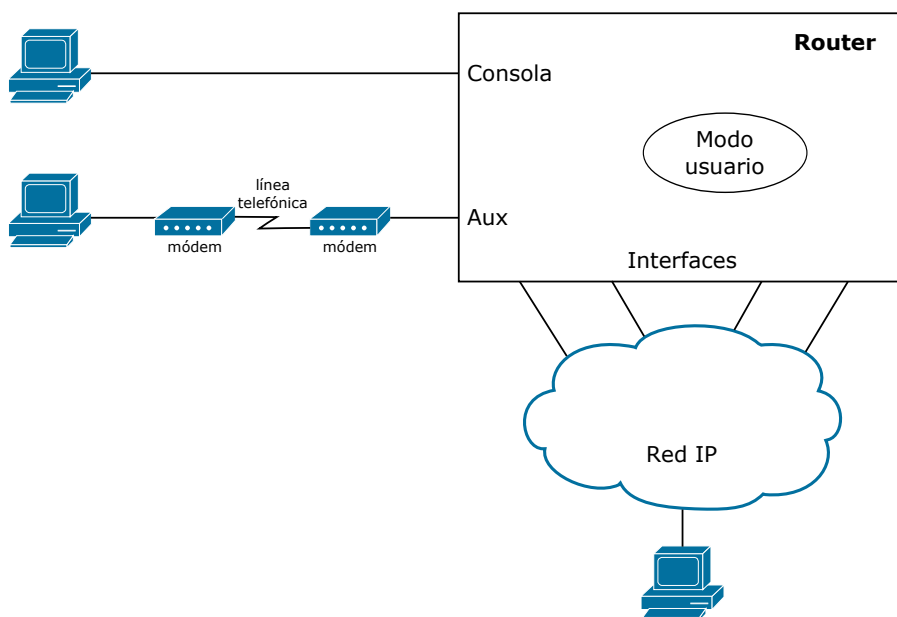 Router
Consola
Modo
usuario
línea
telefónica
Aux
módem
módem
Interfaces
Red IP